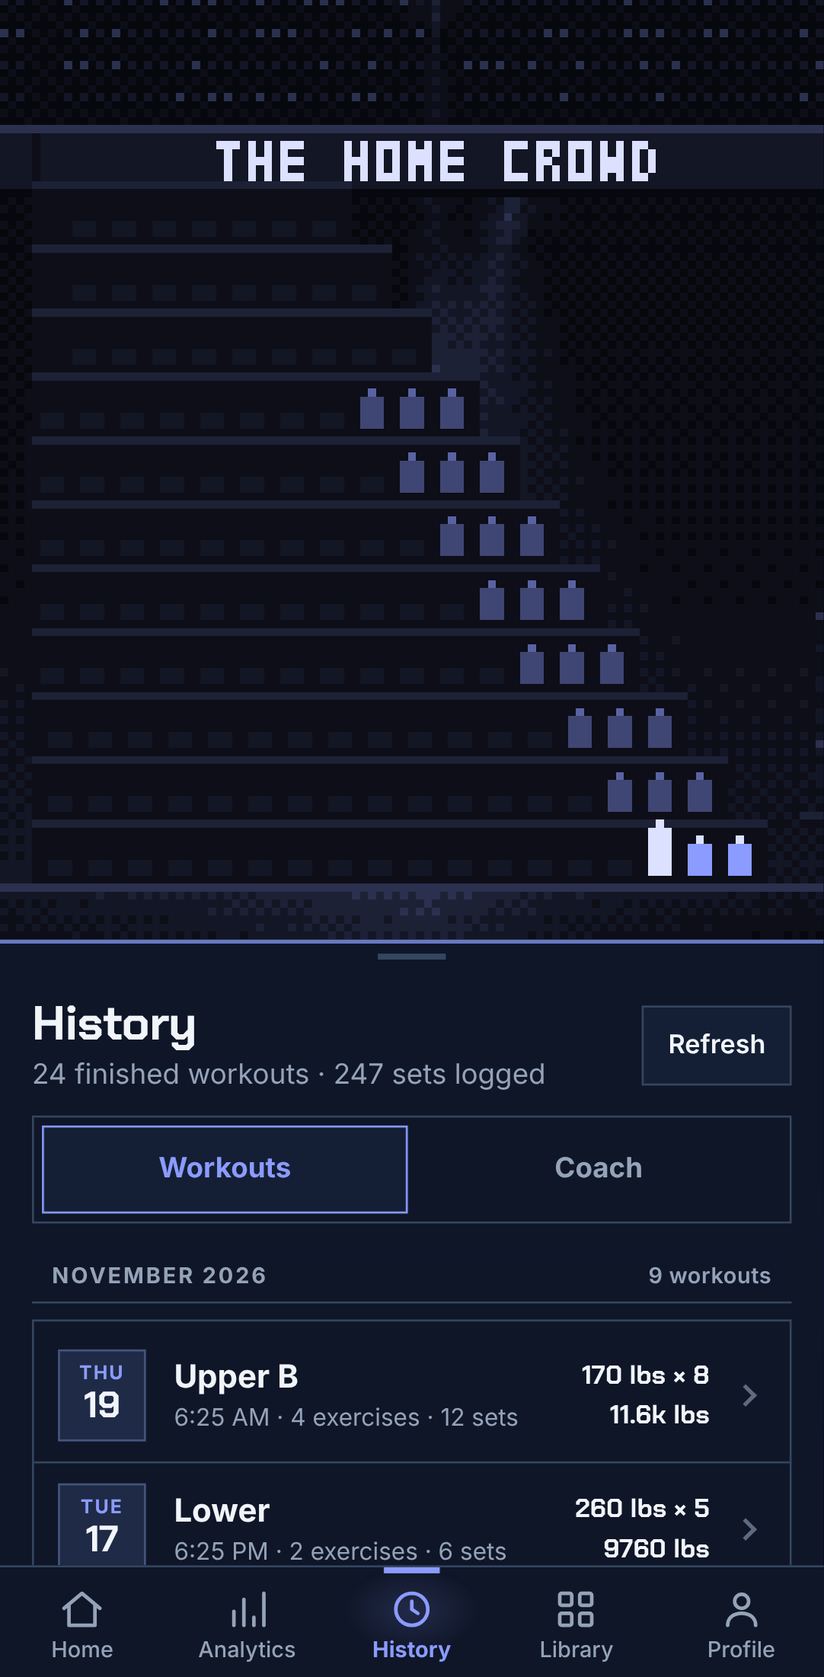 THE HOME CROWD
History
24 finished workouts · 247 sets logged
Refresh
Workouts
Coach
NOVEMBER 2026
9 workouts
THU
19
Upper B
6:25 AM · 4 exercises · 12 sets
170 lbs × 8
11.6k lbs
TUE
17
Lower
6:25 PM · 2 exercises · 6 sets
260 lbs × 5
9760 lbs
Home
Analytics
History
Library
Profile